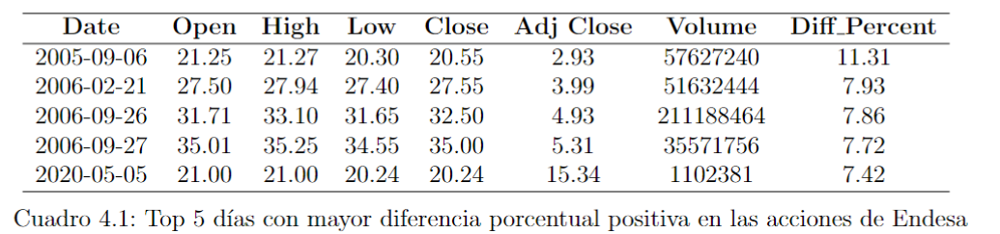 Date Open High Low Close Adj Close Volume Diff_Percent
2005-09-06 21.25 21.27 20.30 20.55 2.93 57627240 11.31
2006-02-21 27.50 27.94 27.40 27.55 3.99 51632444 7.93
2006-09-26 31.71 33.10 31.65 32.50 4.93 211188464 7.86
2006-09-27 35.01 35.25 34.55 35.00 5.31 35571756 7.72
2020-05-05 21.00 21.00 20.24 20.24 15.34 1102381 7.42
Cuadro 4.1: Top 5 días con mayor diferencia porcentual positiva en las acciones de Endesa